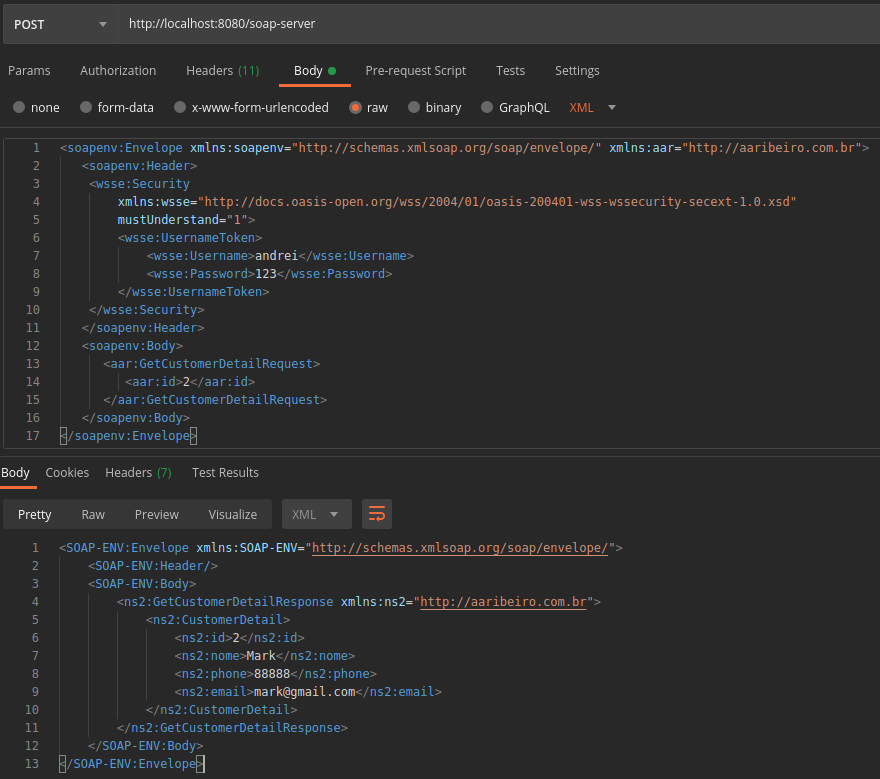 POST http://localhost:8080/soap-server
Params Authorization Headers (11) Body Pre-request Script Tests Settings
none form-data x-www-form-urlencoded raw binary GraphQL XML
1 <soapenv:Envelope xmlns:soapenv="http://schemas.xmlsoap.org/soap/envelope/" xmlns:aar="http://aaribeiro.com.br">
2 <soapenv:Header>
3 <wsse:Security
4 xmlns:wsse="http://docs.oasis-open.org/wss/2004/01/oasis-200401-wss-wssecurity-secext-1.0.xsd"
5 mustUnderstand="1">
6 <wsse:UsernameToken>
7 <wsse:Username>andrei</wsse:Username>
8 <wsse:Password>123</wsse:Password>
9 </wsse:UsernameToken>
10 </wsse:Security>
11 </soapenv:Header>
12 <soapenv:Body>
13 <aar:GetCustomerDetailRequest>
14 <aar:id>2</aar:id>
15 </aar:GetCustomerDetailRequest>
16 </soapenv:Body>
17 </soapenv:Envelope>
Body Cookies Headers (7) Test Results
Pretty Raw Preview Visualize XML
1 <SOAP-ENV:Envelope xmlns:SOAP-ENV="http://schemas.xmlsoap.org/soap/envelope/">
2 <SOAP-ENV:Header/>
3 <SOAP-ENV:Body>
4 <ns2:GetCustomerDetailResponse xmlns:ns2="http://aaribeiro.com.br">
5 <ns2:CustomerDetail>
6 <ns2:id>2</ns2:id>
7 <ns2:nome>Mark</ns2:nome>
8 <ns2:phone>88888</ns2:phone>
9 <ns2:email>mark@gmail.com</ns2:email>
10 </ns2:CustomerDetail>
11 </ns2:GetCustomerDetailResponse>
12 </SOAP-ENV:Body>
13 </SOAP-ENV:Envelope>